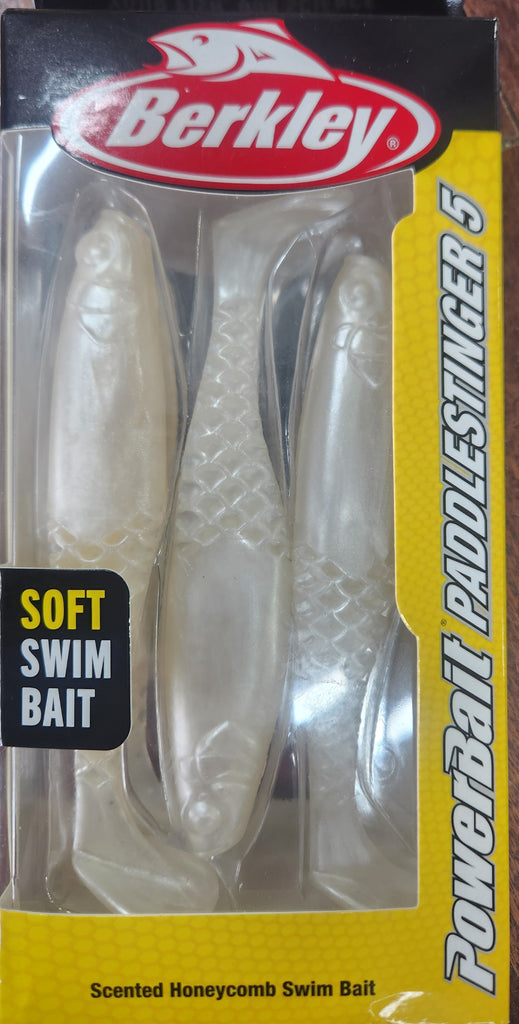 Berkley®
PowerBait® PADDLESTINGER 5
SOFT
SWIM
BAIT
Scented Honeycomb Swim Bait